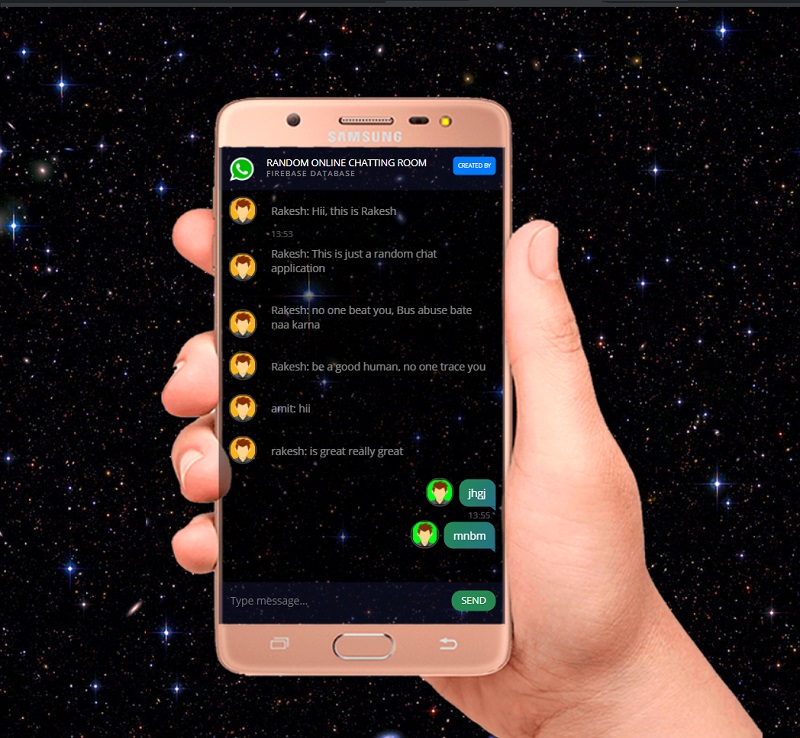 SAMSUNG
RANDOM ONLINE CHATTING ROOM
CREATED BY
FIREBASE DATABASE
Rakesh: Hii, this is Rakesh
13:53
Rakesh: This is just a random chat
application
Rakesh: no one beat you, Bus abuse bate
naa karna
Rakesh: be a good human, no one trace you
amit: hii
rakesh: is great really great
jhgj
13:55
mnbm
Type message...
SEND